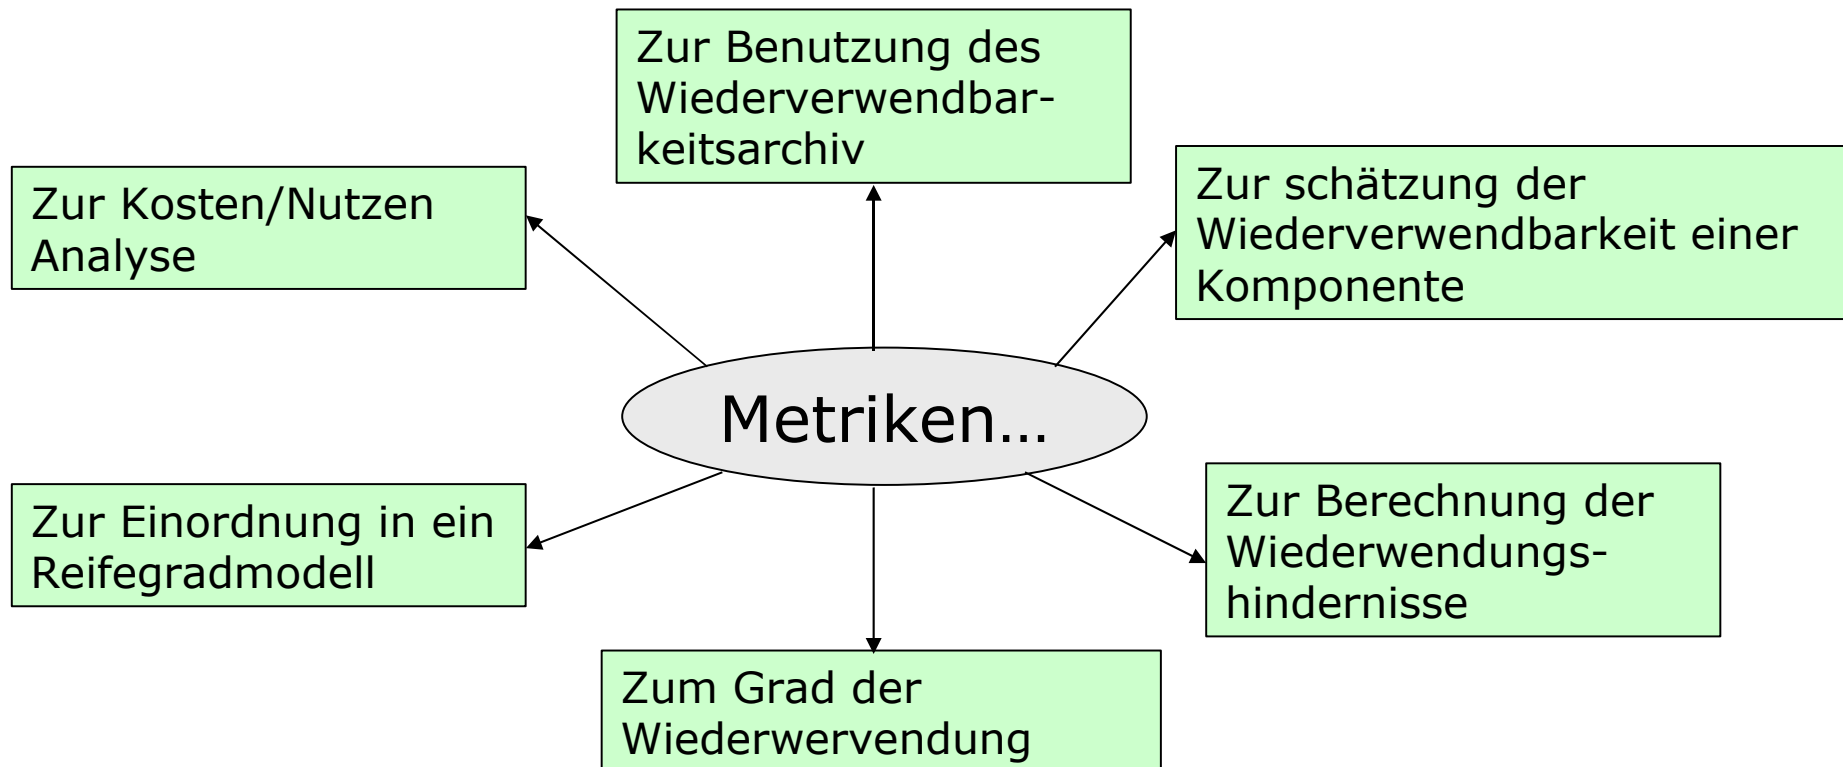 Zur Benutzung des
Wiederverwendbar-
keitsarchiv
Zur Kosten/Nutzen
Analyse
Zur schätzung der
Wiederverwendbarkeit einer
Komponente
Metriken...
Zur Einordnung in ein
Reifegradmodell
Zur Berechnung der
Wiederwendungs-
hindernisse
Zum Grad der
Wiederwervendung